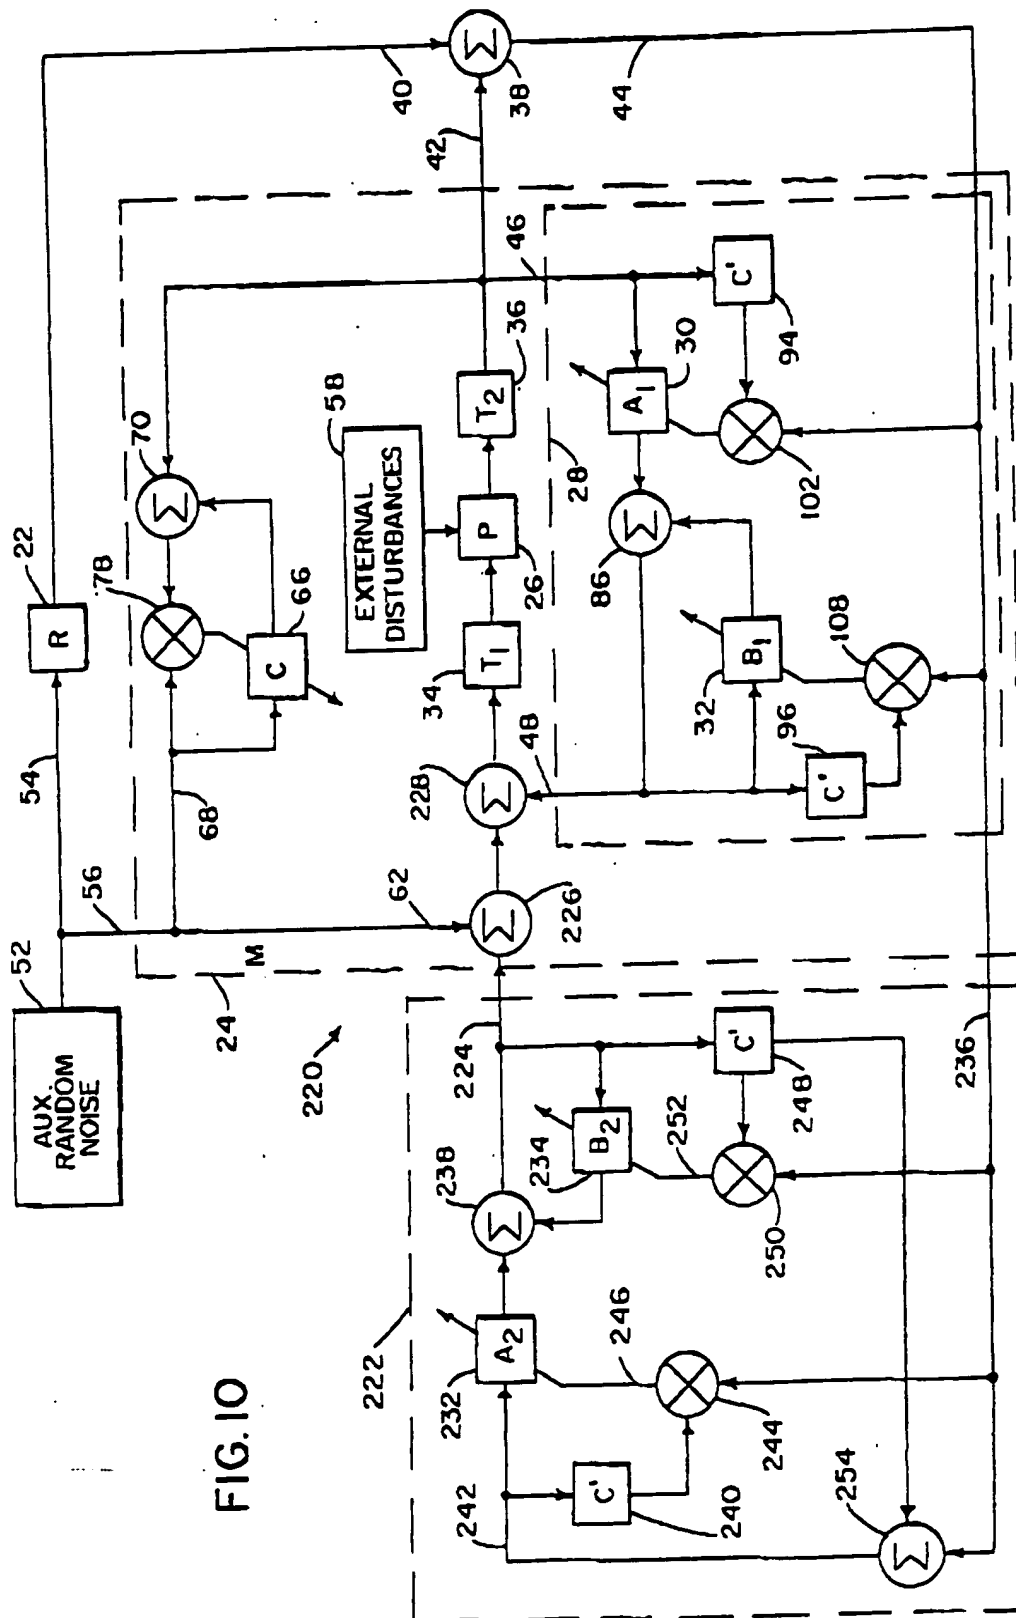 FIG.10
AUX.
RANDOM
NOISE
52
54
R
22
56
78
70
Σ
68
C
66
24
M
220
EXTERNAL
DISTURBANCES
58
40
222
242
232
A2
238
Σ
224
62
Σ
226
228
Σ
34
T1
P
26
T2
36
42
Σ
38
C'
240
246
244
B2
234
252
250
C'
248
48
28
46
86
Σ
A1
30
32
B1
96
C'
108
102
C'
94
44
254
Σ
236